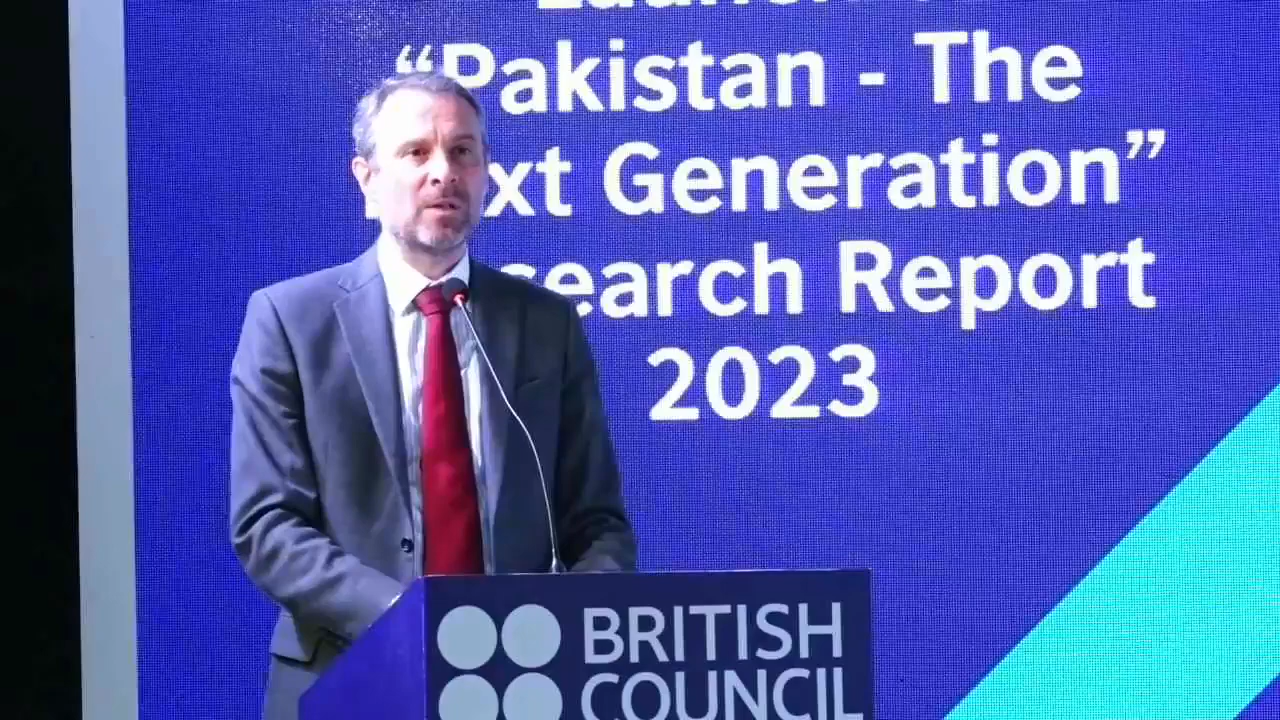 “Pakistan - The
Generation”
Report
2023
BRITISH
COUNCIL